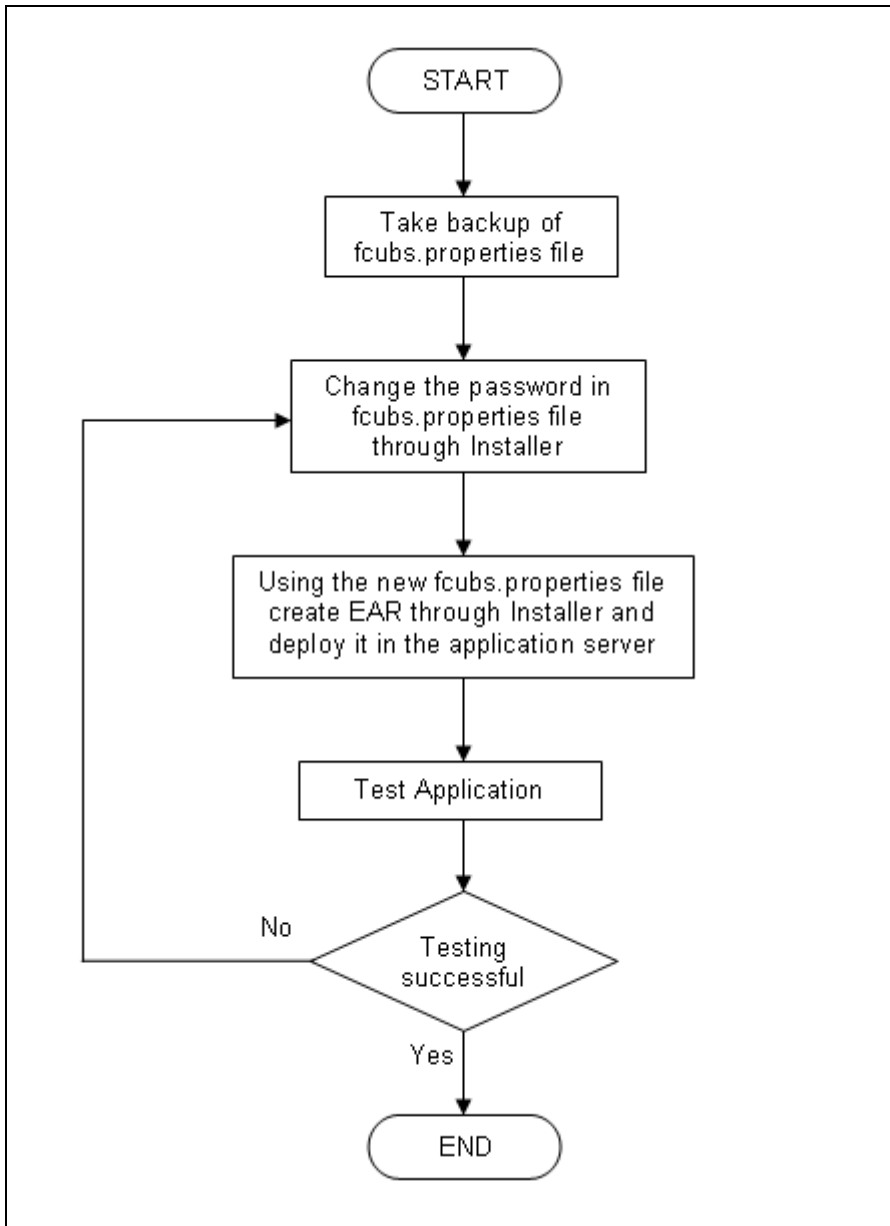 START
Take backup of
fcubs.properties file
Change the password in
fcubs.properties file
through Installer
Using the new fcubs.properties file
create EAR through Installer and
deploy it in the application server
Test Application
No
Testing
successful
Yes
END